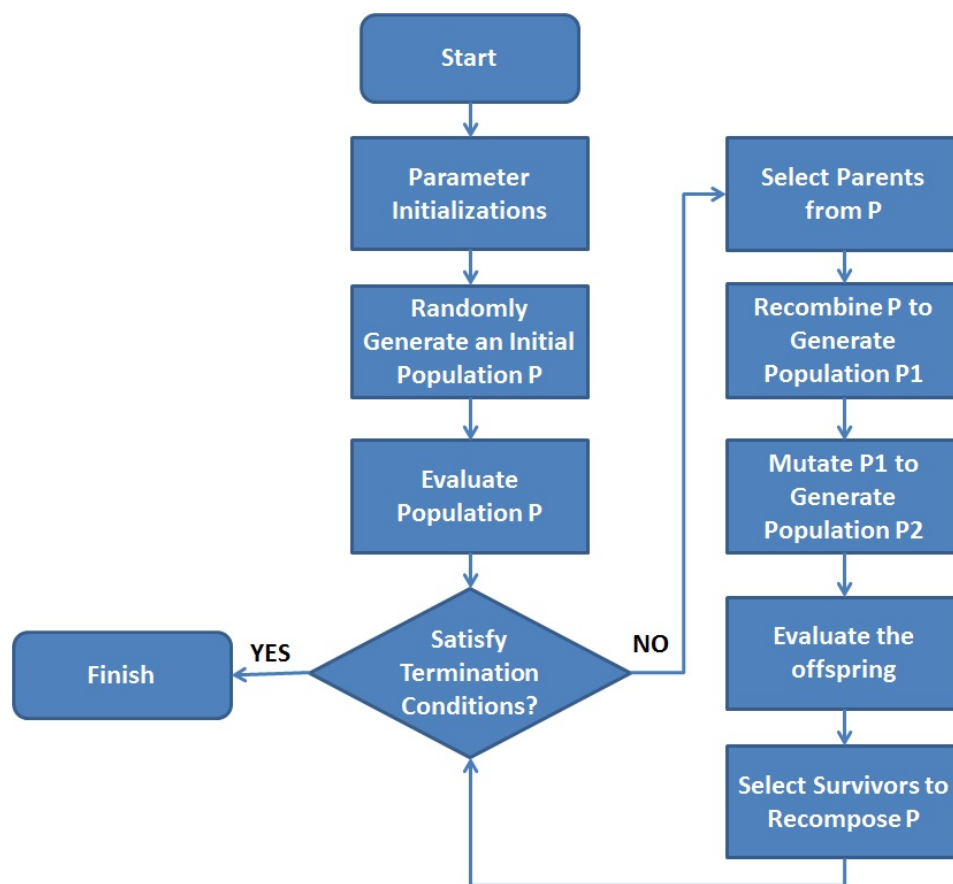 Start
Parameter
Initializations
Randomly
Generate an Initial
Population P
Evaluate
Population P
Satisfy
Termination
Conditions?
YES
Finish
NO
Select Parents
from P
Recombine P to
Generate
Population P1
Mutate P1 to
Generate
Population P2
Evaluate the
offspring
Select Survivors to
Recompose P